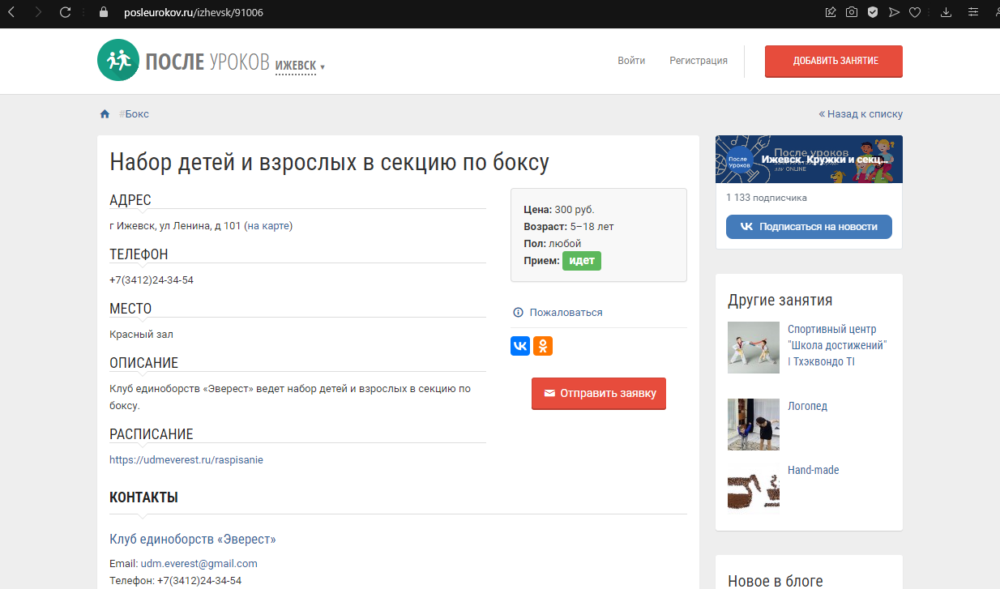 posleurokov.ru/izhevsk/91006
ПОСЛЕ УРОКОВ ИЖЕВСК ▾
Войти
Регистрация
ДОБАВИТЬ ЗАНЯТИЕ
#Бокс
« Назад к списку
Набор детей и взрослых в секцию по боксу
АДРЕС
г Ижевск, ул Ленина, д 101 (на карте)
ТЕЛЕФОН
+7(3412)24-34-54
МЕСТО
Красный зал
ОПИСАНИЕ
Клуб единоборств «Эверест» ведет набор детей и взрослых в секцию по
боксу.
РАСПИСАНИЕ
https://udmeverest.ru/raspisanie
КОНТАКТЫ
Клуб единоборств «Эверест»
Email: udm.everest@gmail.com
Телефон: +7(3412)24-34-54
Цена: 300 руб.
Возраст: 5–18 лет
Пол: любой
Прием: идет
Пожаловаться
Отправить заявку
После уроков
После
Уроков
Ижевск. Кружки и секц...
или ONLINE
1 133 подписчика
Подписаться на новости
Другие занятия
Спортивный центр
"Школа достижений"
I Тхэквондо TI
Логопед
Hand-made
Новое в блоге